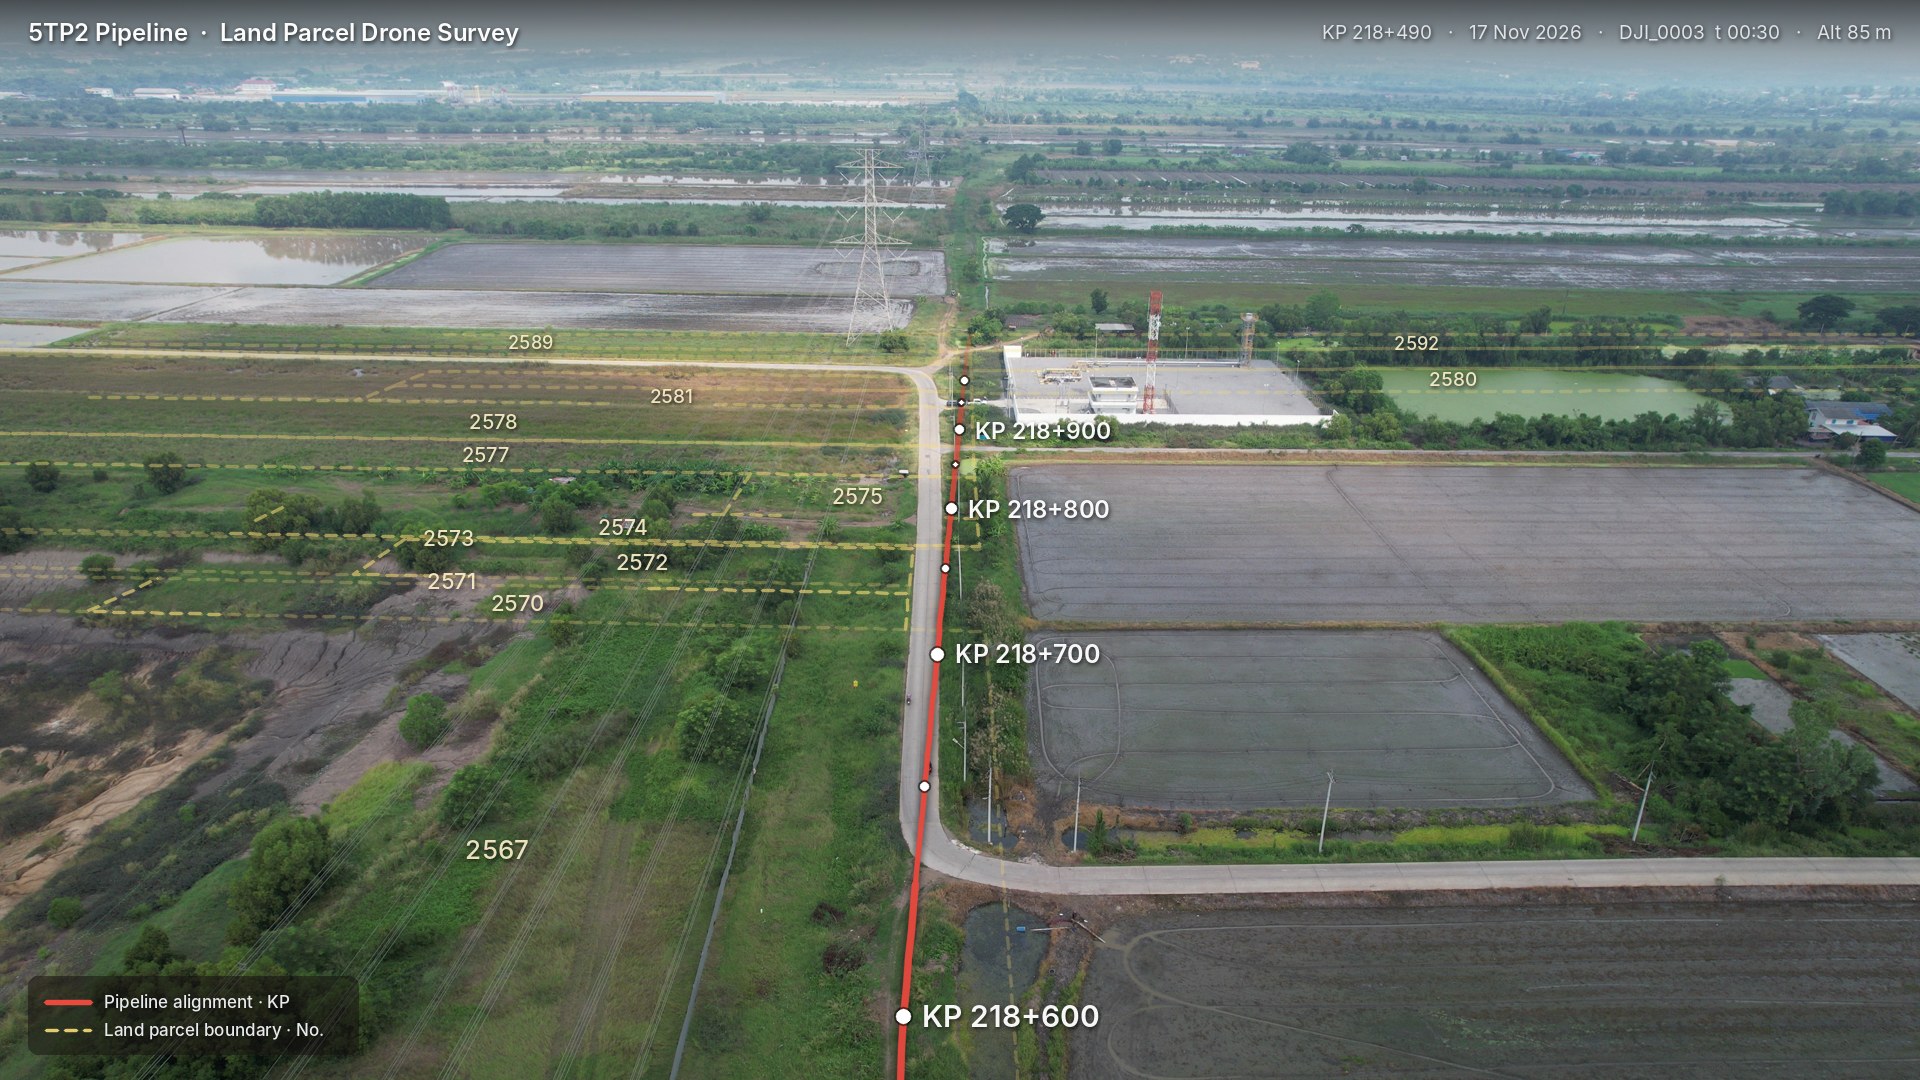 5TP2 Pipeline · Land Parcel Drone Survey
KP 218+490 · 17 Nov 2026 · DJI_0003 t 00:30 · Alt 85 m
2589
2592
2580
2581
2578
KP 218+900
2577
2575
KP 218+800
2574
2573
2572
2571
2570
KP 218+700
2567
Pipeline alignment · KP
Land parcel boundary · No.
KP 218+600